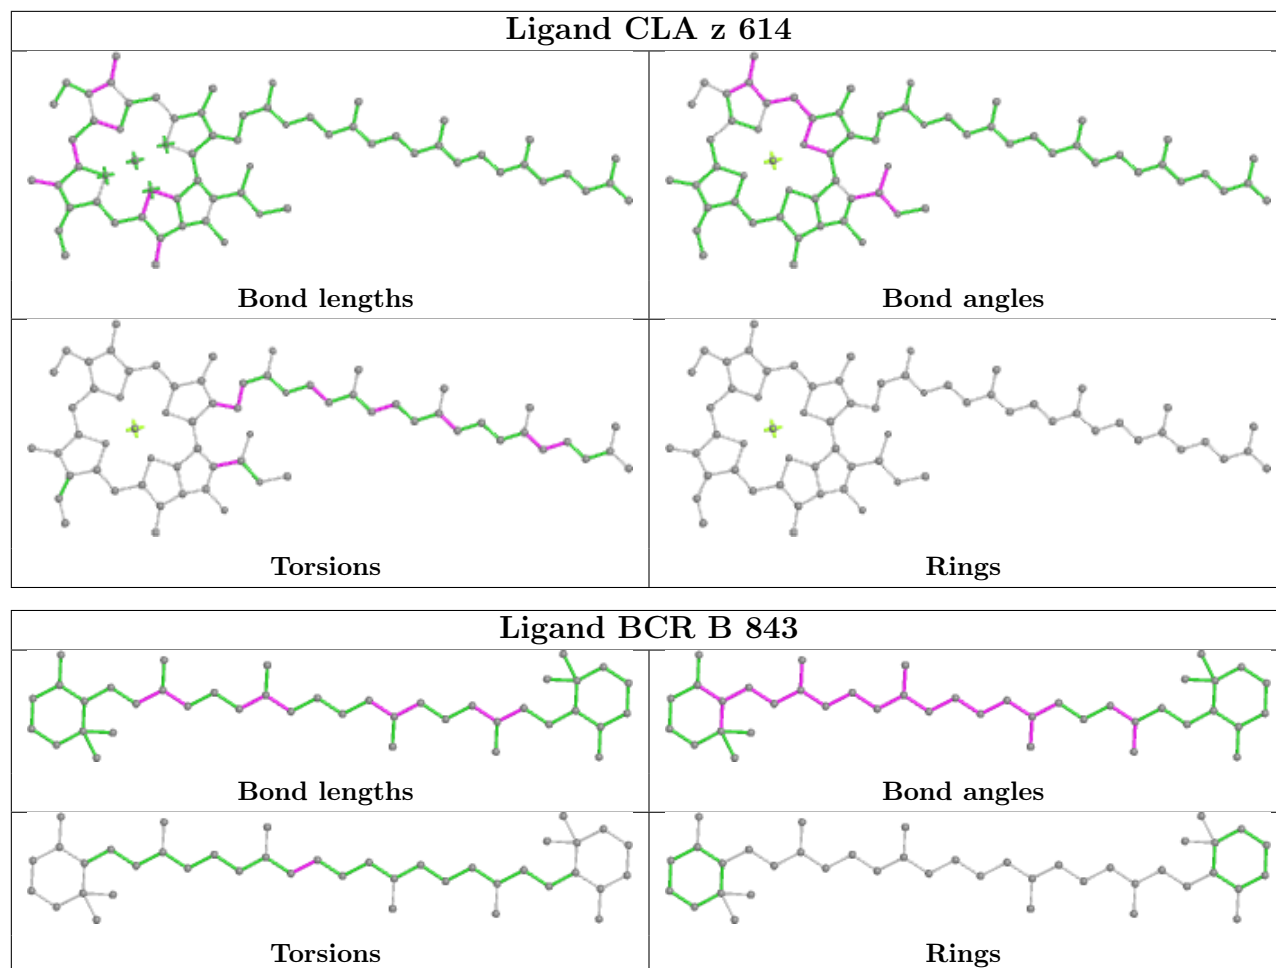 Ligand CLA z 614
Bond lengths
Bond angles
Torsions
Rings
Ligand BCR B 843
Bond lengths
Bond angles
Torsions
Rings